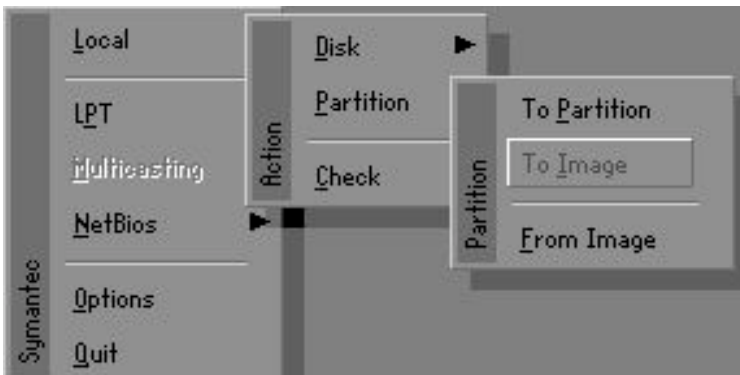 Symantec
Local
LPT
Multicasting
NetBios
Options
Quit
Action
Disk
Partition
Check
Partition
To Partition
To Image
From Image